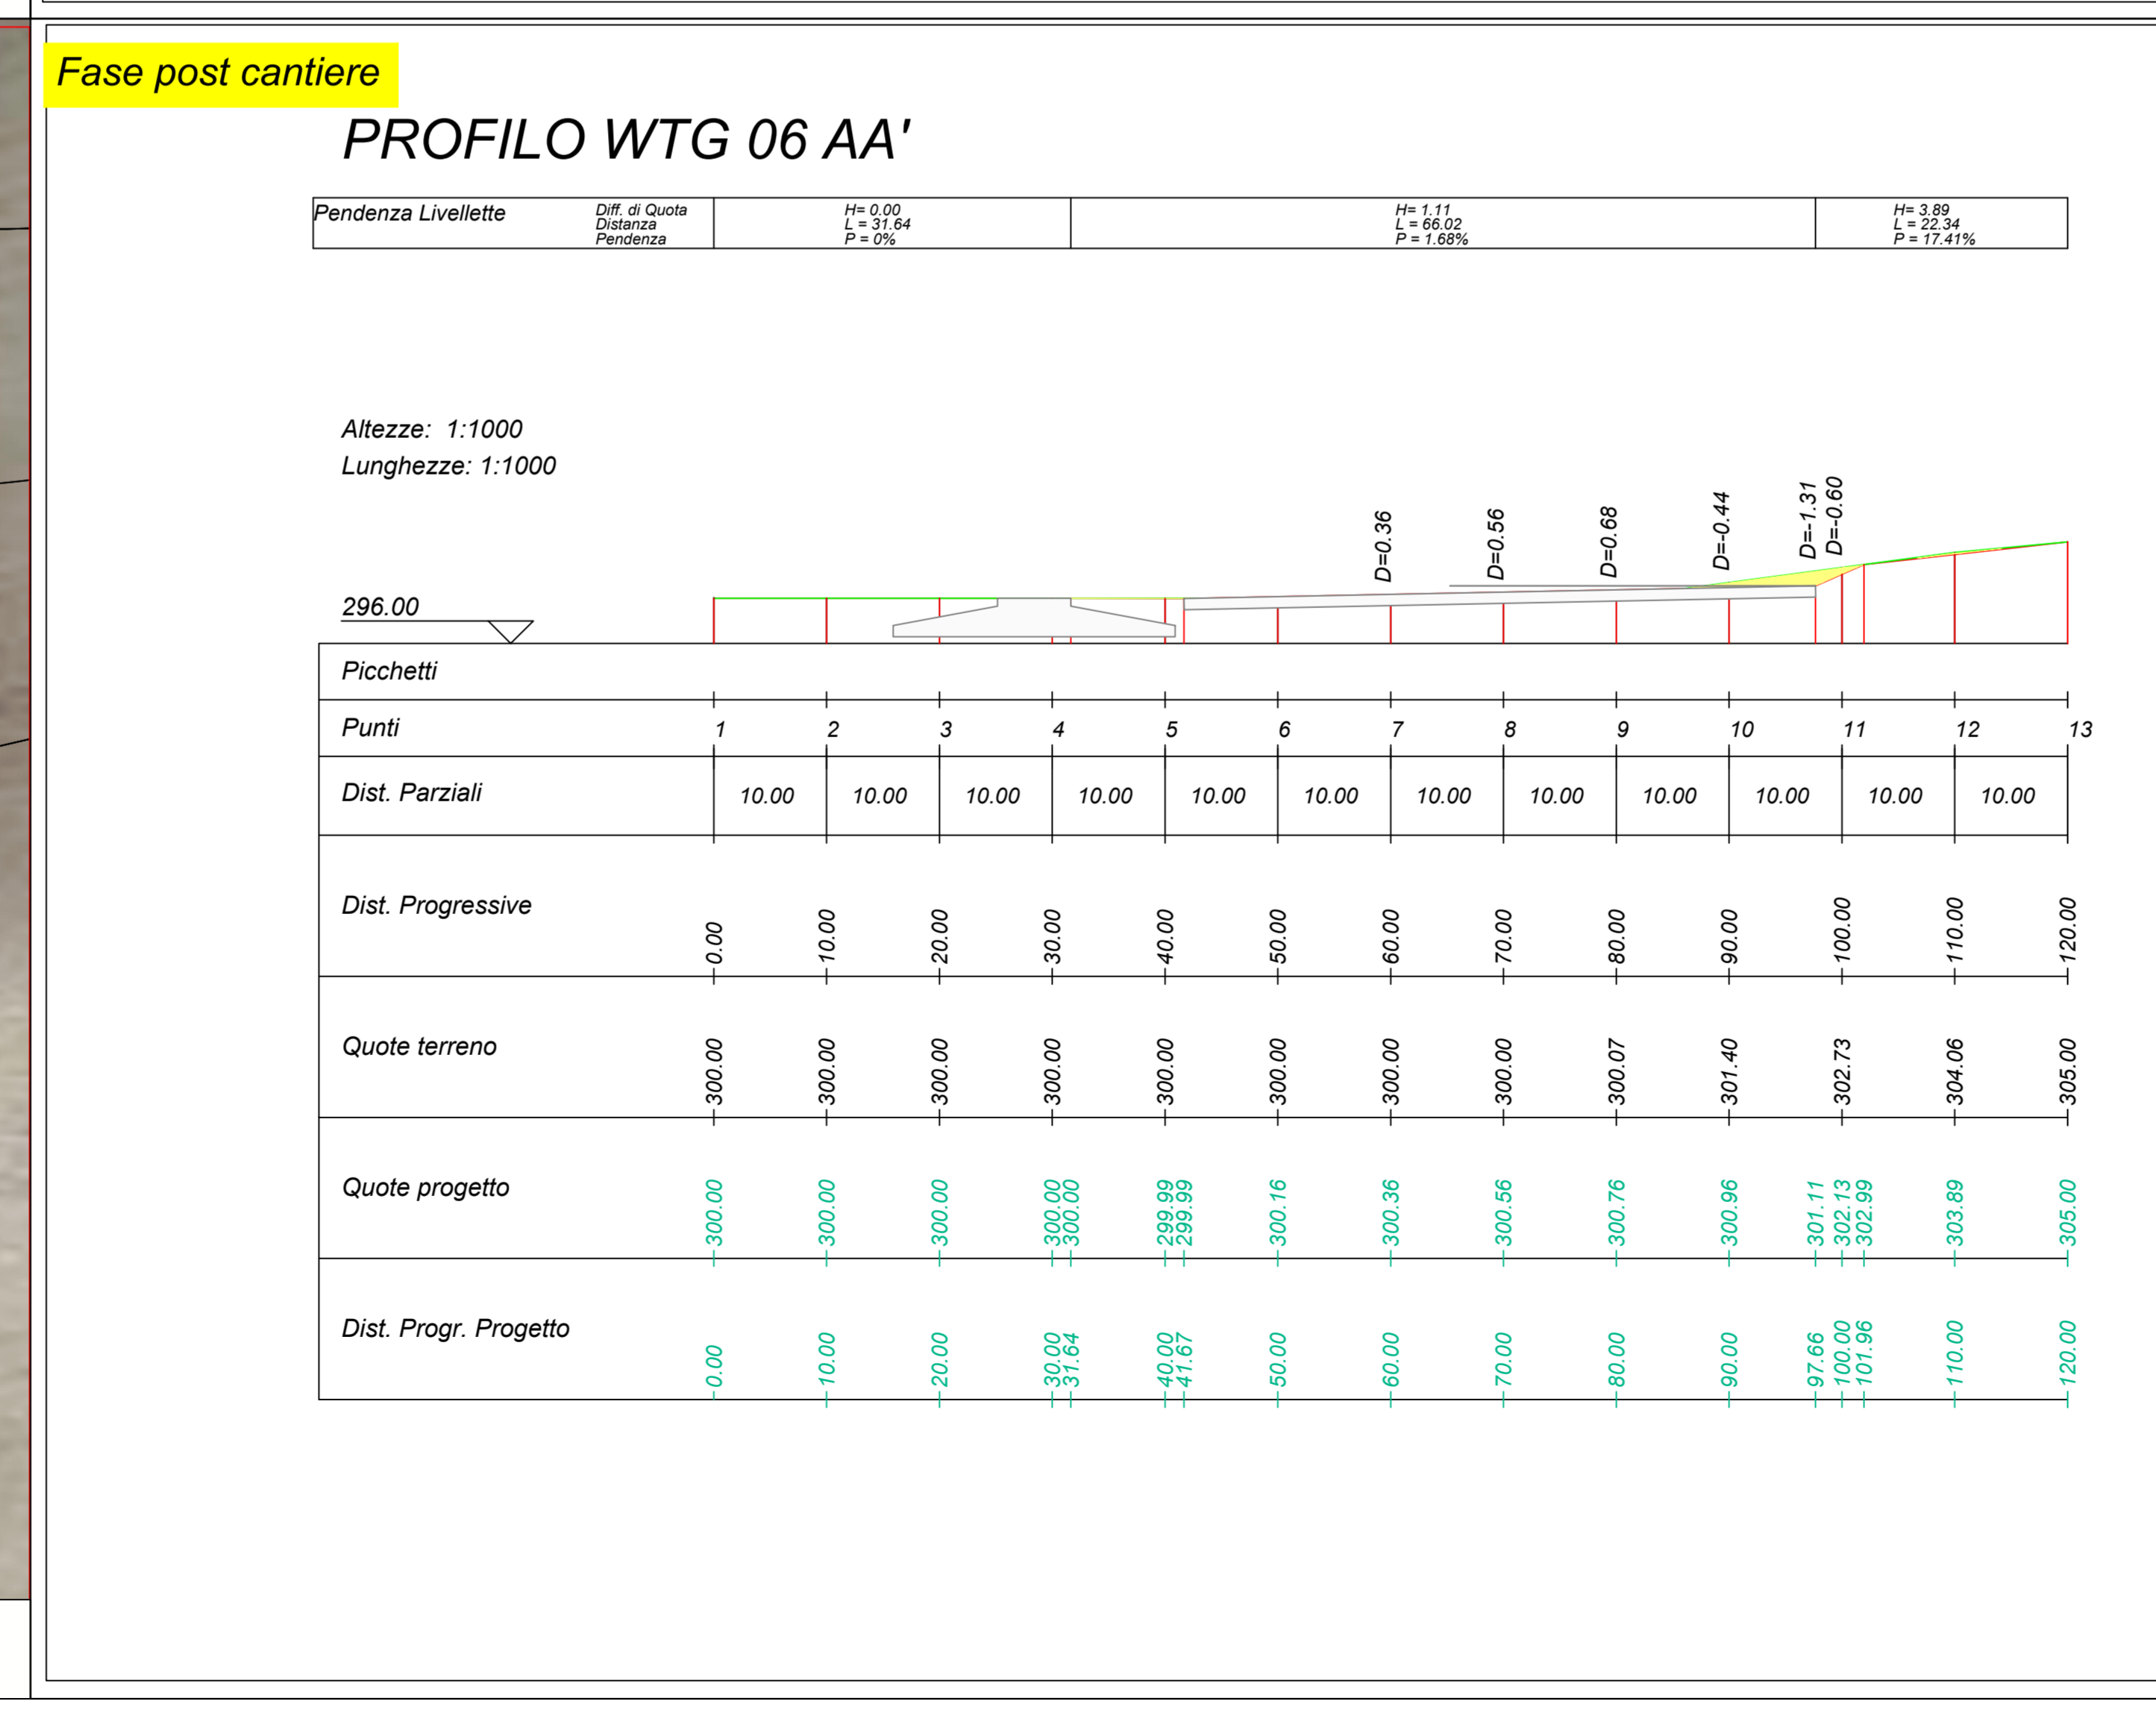 Fase post cantiere
PROFILO WTG 06 AA'
Pendenza Livellette
Diff. di Quota
Distanza
Pendenza
H= 0.00
L = 31.64
P = 0%
H= 1.11
L = 66.02
P = 1.68%
H= 3.89
L = 22.34
P = 17.41%
Altezze: 1:1000
Lunghezze: 1:1000
D=0.36
D=0.56
D=0.68
D=-0.44
D=-1.31
D=-0.60
296.00
Picchetti
Punti 1 2 3 4 5 6 7 8 9 10 11 12 13
Dist. Parziali 10.00 10.00 10.00 10.00 10.00 10.00 10.00 10.00 10.00 10.00 10.00 10.00
Dist. Progressive 0.00 10.00 20.00 30.00 40.00 50.00 60.00 70.00 80.00 90.00 100.00 110.00 120.00
Quote terreno 300.00 300.00 300.00 300.00 300.00 300.00 300.00 300.00 300.07 301.40 302.73 304.06 305.00
Quote progetto 300.00 300.00 300.00 300.00 300.00 299.99 299.99 300.16 300.36 300.56 300.76 300.96 301.11 302.13 302.99 303.89 305.00
Dist. Progr. Progetto 0.00 10.00 20.00 30.00 31.64 40.00 41.67 50.00 60.00 70.00 80.00 90.00 97.66 100.00 101.96 110.00 120.00